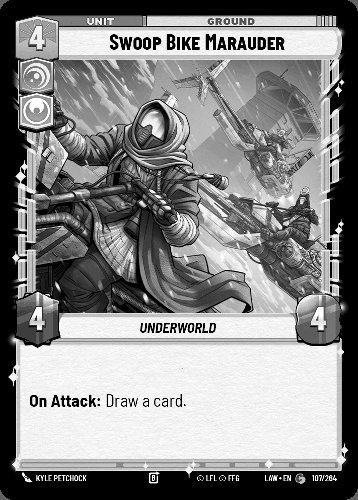 UNIT
GROUND
4
SWOOP BIKE MARAUDER
4
4
UNDERWORLD
On Attack: Draw a card.
KYLE PETCHOCK
© LFL © FFG
LAW • EN
107/264